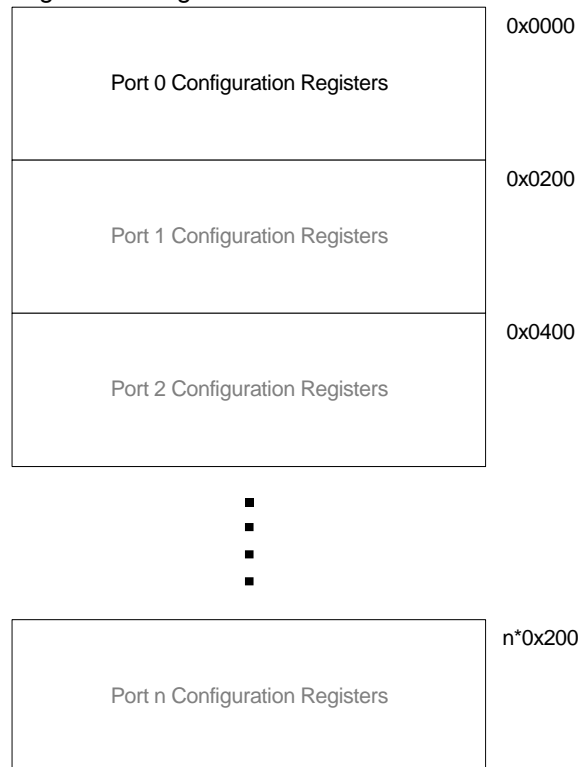 0x0000
Port 0 Configuration Registers
0x0200
Port 1 Configuration Registers
0x0400
Port 2 Configuration Registers
n*0x200
Port n Configuration Registers